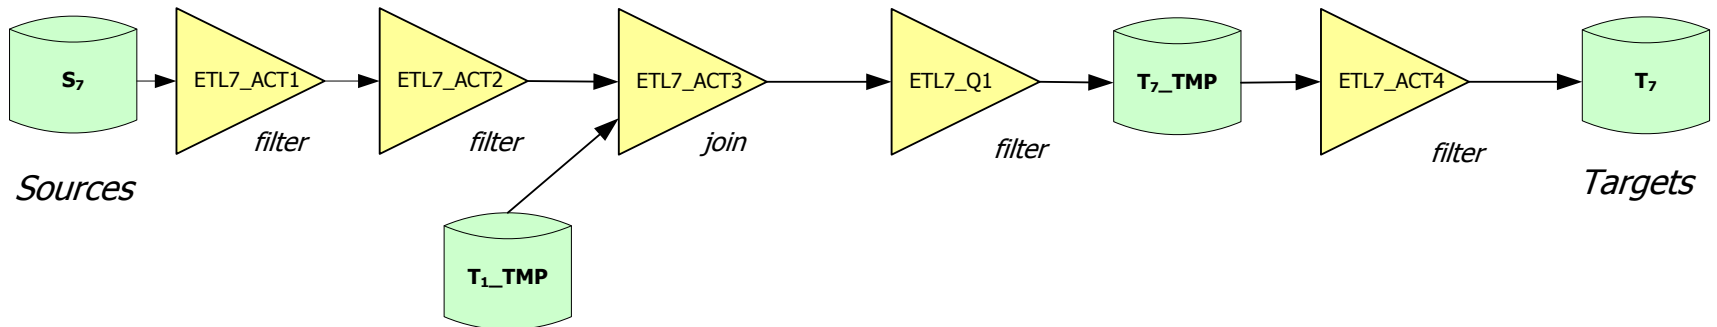 S₇
ETL7_ACT1
ETL7_ACT2
ETL7_ACT3
ETL7_Q1
T₇_TMP
ETL7_ACT4
T₇
filter
filter
join
filter
filter
Sources
Targets
T₁_TMP